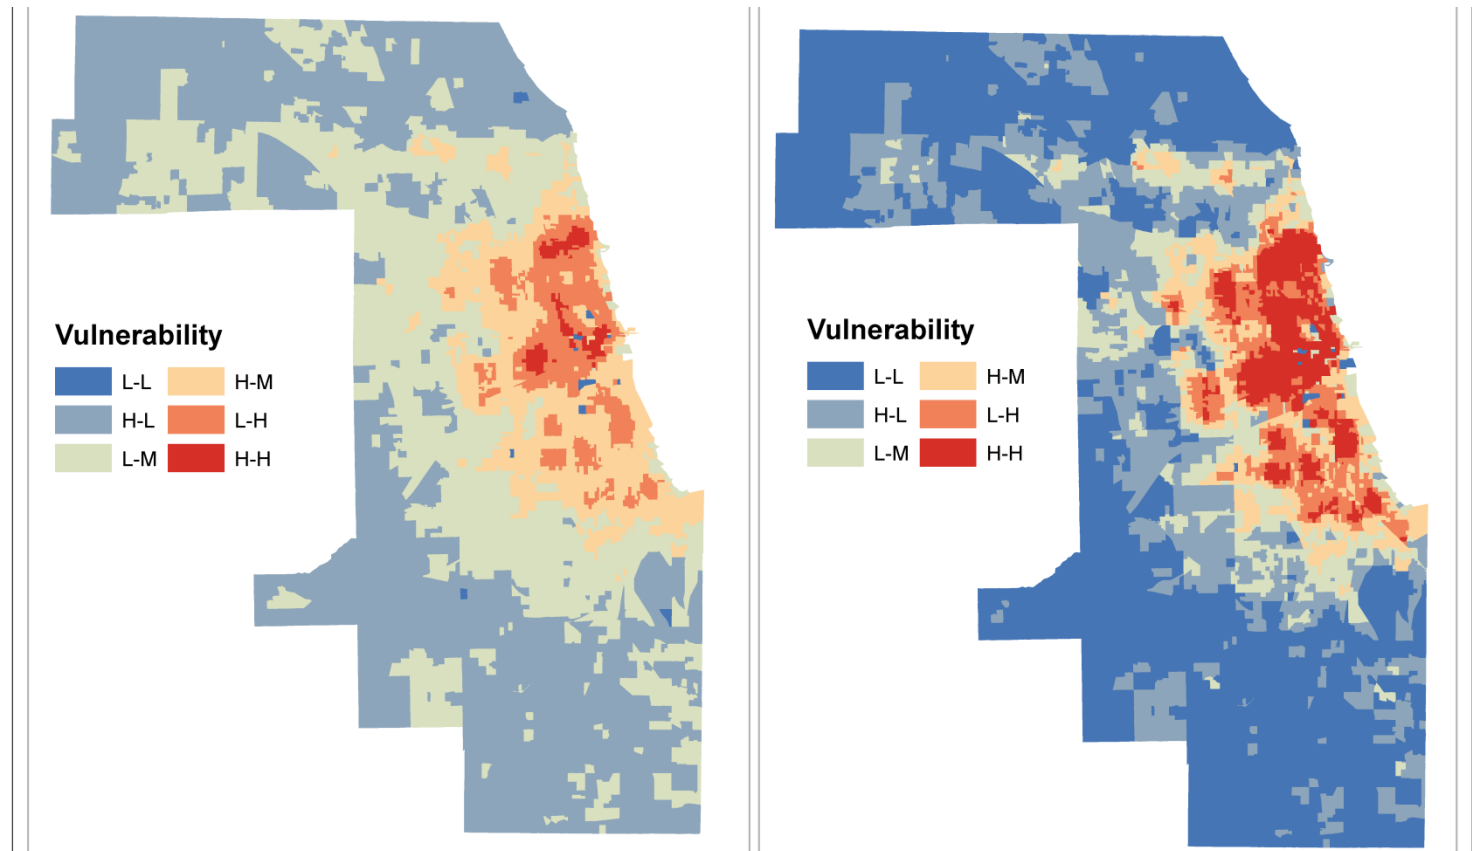 Vulnerability
L-L H-M
H-L L-H
L-M H-H
Vulnerability
L-L H-M
H-L L-H
L-M H-H